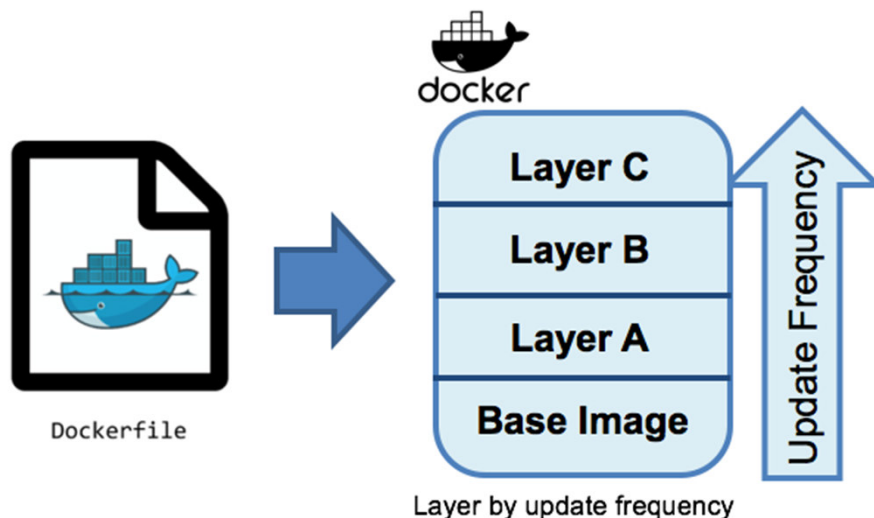 docker
Layer C
Layer B
Layer A
Base Image
Update Frequency
Dockerfile
Layer by update frequency